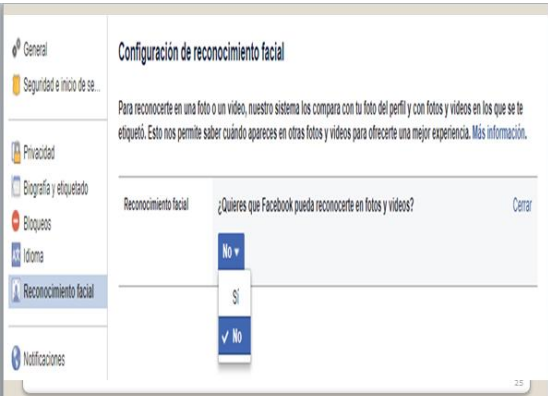 General
Seguridad e inicio de se...
Privacidad
Biografía y etiquetado
Bloqueos
Idioma
Reconocimiento facial
Notificaciones
Configuración de reconocimiento facial
Para reconocerte en una foto o un video, nuestro sistema los compara con tu foto del perfil y con fotos y videos en los que se te
etiquetó. Esto nos permite saber cuándo apareces en otras fotos y videos para ofrecerte una mejor experiencia. Más información.
Reconocimiento facial
¿Quieres que Facebook pueda reconocerte en fotos y videos?
Cerrar
No
Sí
No
25